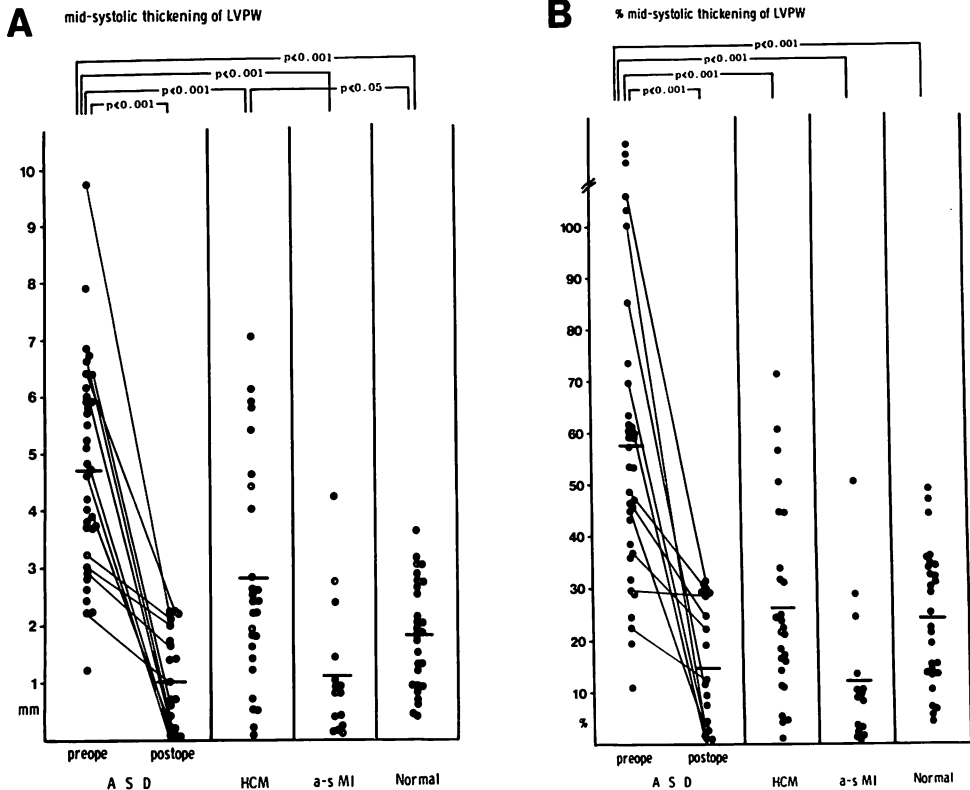 A mid-systolic thickening of LVPW
p<0.001
p<0.001
p<0.001 p<0.05
p<0.001
10
9
8
7
6
5
4
3
2
1
mm
preope postope
A S D HCM a-s MI Normal
B % mid-systolic thickening of LVPW
p<0.001
p<0.001
p<0.001
p<0.001
100
90
80
70
60
50
40
30
20
10
%
preope postope
A S D HCM a-s MI Normal